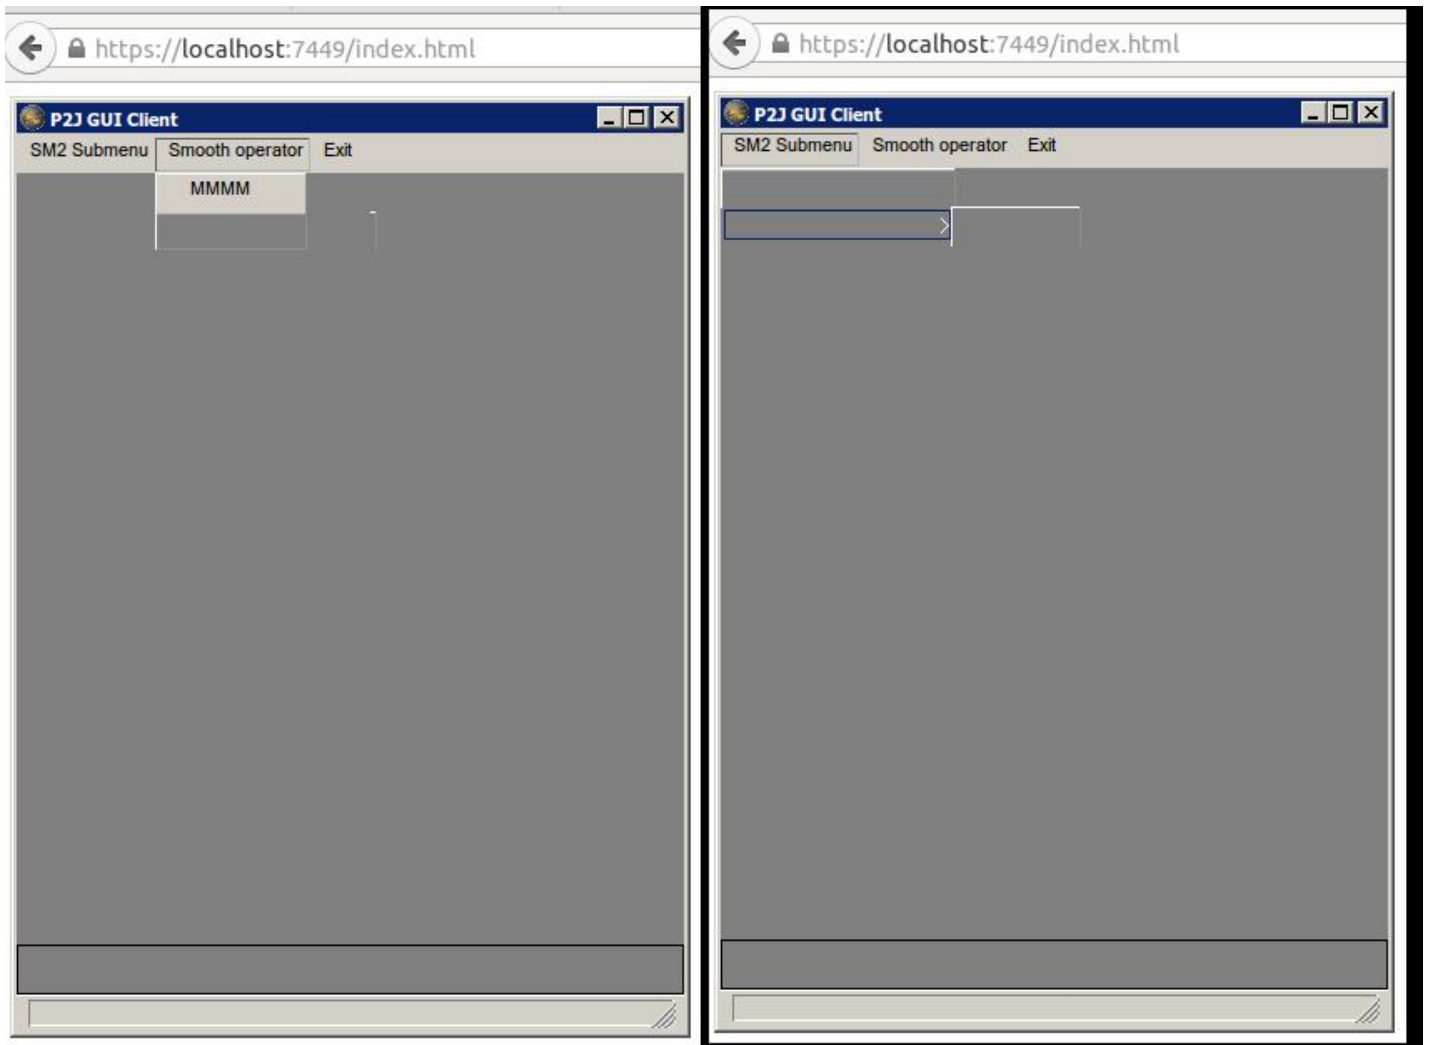 https://localhost:7449/index.html
P2J GUI Client
SM2 Submenu Smooth operator Exit
MMMM
https://localhost:7449/index.html
P2J GUI Client
SM2 Submenu Smooth operator Exit